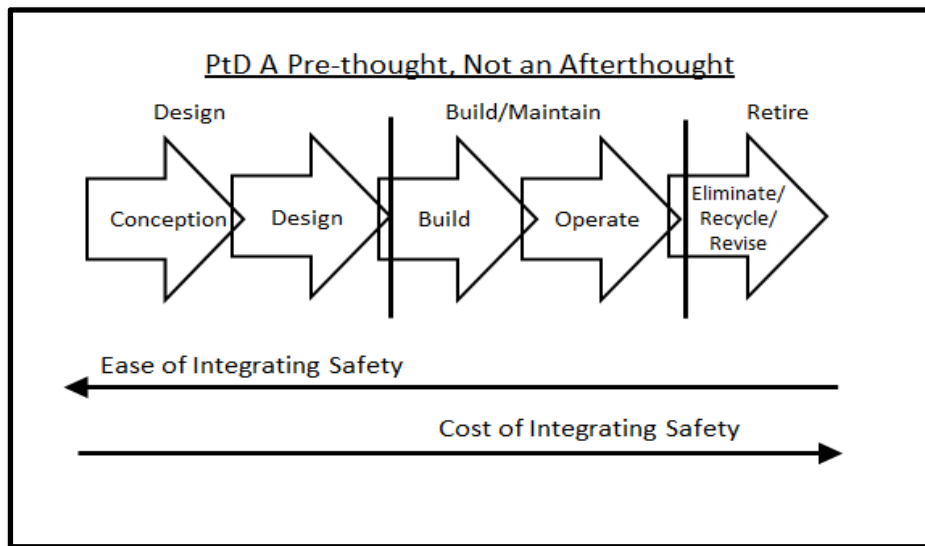 PtD A Pre-thought, Not an Afterthought
Design
Build/Maintain
Retire
Conception
Design
Build
Operate
Eliminate/
Recycle/
Revise
Ease of Integrating Safety
Cost of Integrating Safety